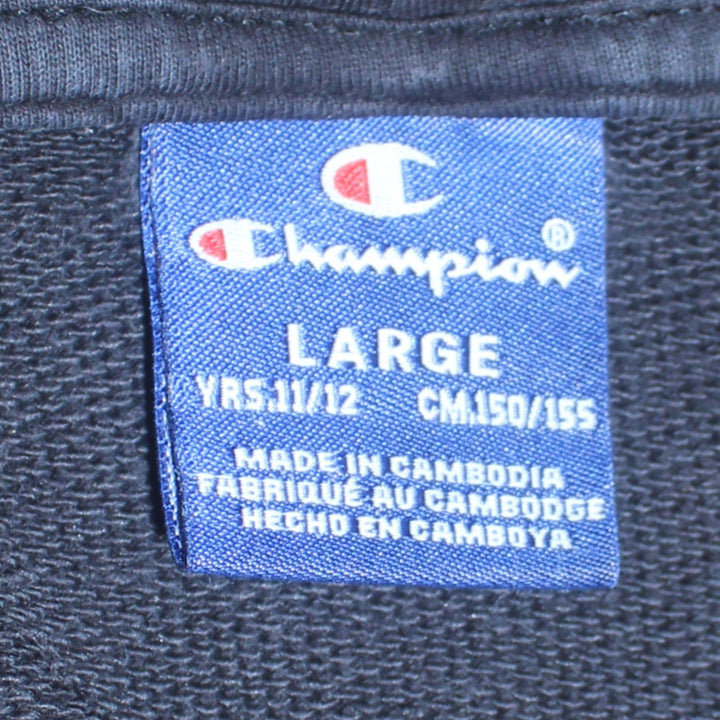 Champion®
LARGE
YRS.11/12 CM.150/155
MADE IN CAMBODIA
FABRIQUÉ AU CAMBODGE
HECHO EN CAMBOYA